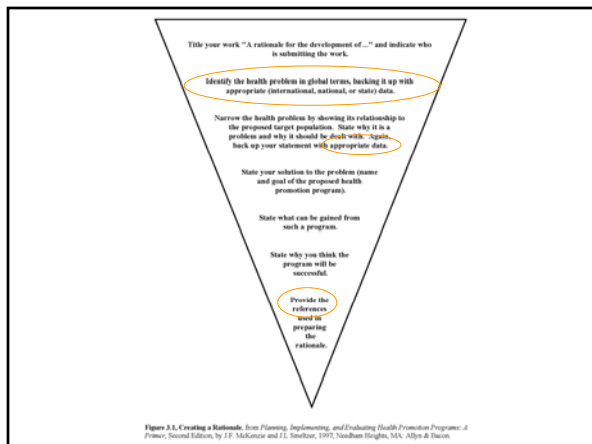 Title your work "A rationale for the development of ..." and indicate who
is submitting the work.
Identify the health problem in global terms, backing it up with
appropriate (international, national, or state) data.
Narrow the health problem by showing its relationship to
the proposed target population. State why it is a
problem and why it should be dealt with. Again,
back up your statement with appropriate data.
State your solution to the problem (name
and goal of the proposed health
promotion program).
State what can be gained from
such a program.
State why you think the
program will be
successful.
Provide the
references
used in
preparing
the
rationale.
Figure 3.1, Creating a Rationale, from Planning, Implementing, and Evaluating Health Promotion Programs: A
Primer, Second Edition, by J.F. McKenzie and J.L. Smeltzer, 1997, Needham Heights, MA: Allyn & Bacon.